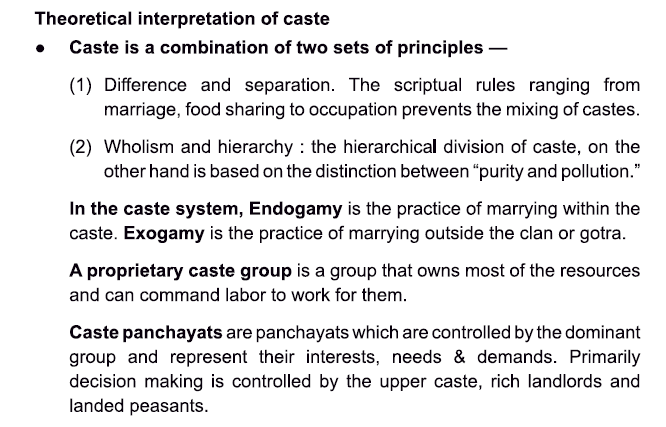 Theoretical interpretation of caste
● Caste is a combination of two sets of principles —
(1) Difference and separation. The scriptual rules ranging from
marriage, food sharing to occupation prevents the mixing of castes.
(2) Wholism and hierarchy : the hierarchical division of caste, on the
other hand is based on the distinction between “purity and pollution.”
In the caste system, Endogamy is the practice of marrying within the
caste. Exogamy is the practice of marrying outside the clan or gotra.
A proprietary caste group is a group that owns most of the resources
and can command labor to work for them.
Caste panchayats are panchayats which are controlled by the dominant
group and represent their interests, needs & demands. Primarily
decision making is controlled by the upper caste, rich landlords and
landed peasants.